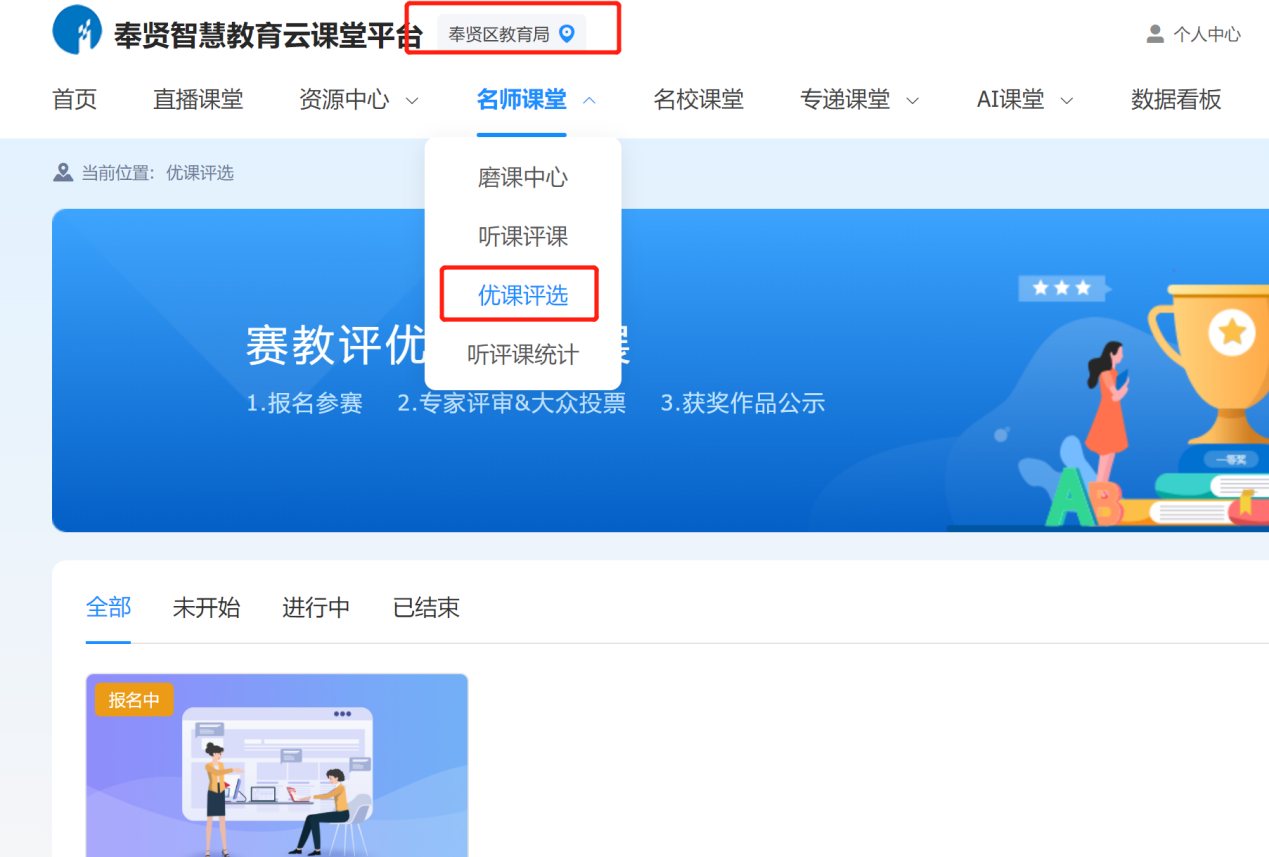 奉贤智慧教育云课堂平台
奉贤区教育局
个人中心
首页 直播课堂 资源中心 名师课堂 名校课堂 专递课堂 AI课堂 数据看板
当前位置: 优课评选
磨课中心
听课评课
优课评选
听评课统计
赛教评优
1.报名参赛 2.专家评审&大众投票 3.获奖作品公示
一等奖
AB
全部 未开始 进行中 已结束
报名中